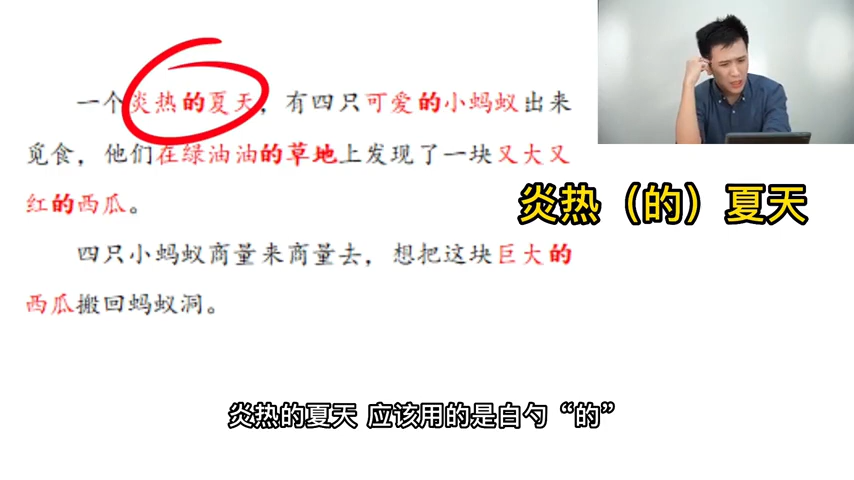 一个炎热的夏天，有四只可爱的小蚂蚁出来
觅食，他们在绿油油的草地上发现了一块又大又
红的西瓜。
四只小蚂蚁商量来商量去，想把这块巨大的
西瓜搬回蚂蚁洞。
炎热（的）夏天
炎热的夏天 应该用的是白勺“的”